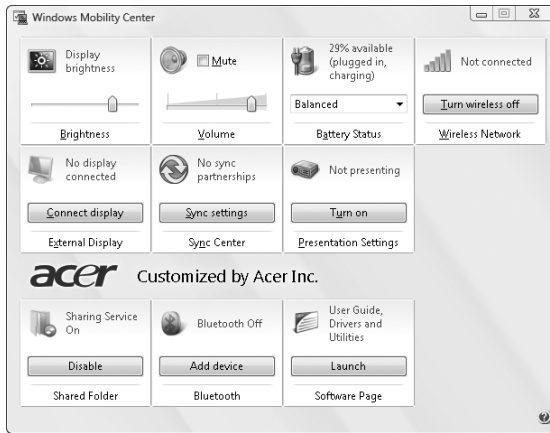 Windows Mobility Center
Display
brightness
Brightness
Mute
Volume
29% available
(plugged in,
charging)
Balanced
Battery Status
Not connected
Turn wireless off
Wireless Network
No display
connected
Connect display
External Display
No sync
partnerships
Sync settings
Sync Center
Not presenting
Turn on
Presentation Settings
acer Customized by Acer Inc.
Sharing Service
On
Disable
Shared Folder
Bluetooth Off
Add device
Bluetooth
User Guide,
Drivers and
Utilities
Launch
Software Page